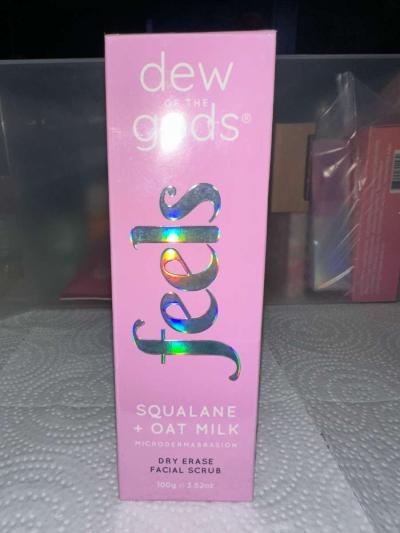 dew
OF THE
gods®
feels
SQUALANE
+ OAT MILK
MICRODERMABRASION
DRY ERASE
FACIAL SCRUB
100g e 3.52oz